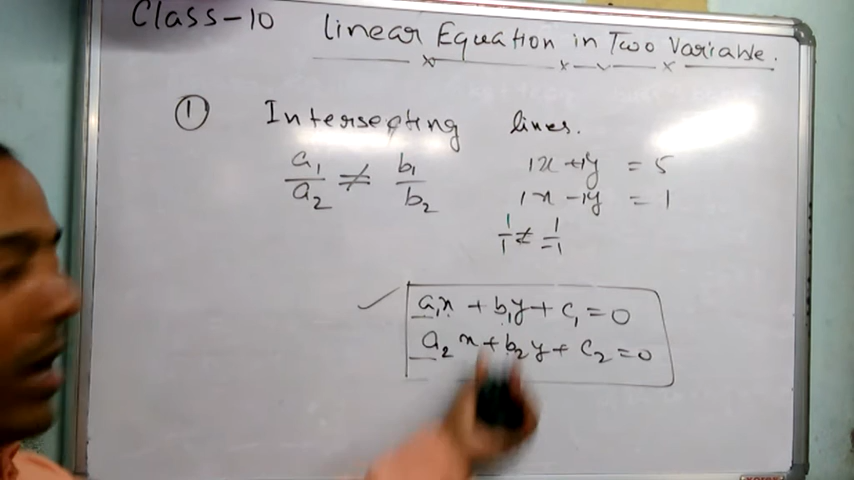 Class-10 Linear Equation in Two Variable.
① Intersecting lines.
a₁/a₂ ≠ b₁/b₂
1x + 1y = 5
1x - 1y = 1
1/1 ≠ 1/-1
✓ a₁x + b₁y + c₁ = 0
a₂x + b₂y + c₂ = 0